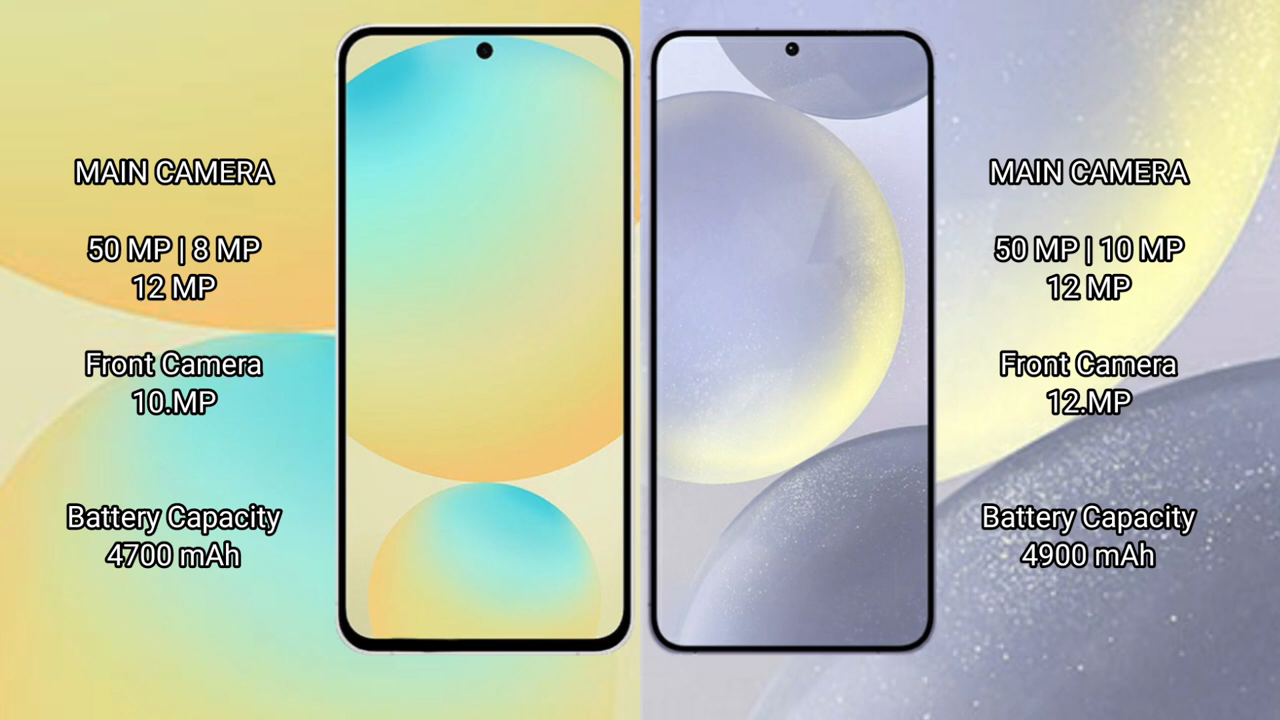 MAIN CAMERA
50 MP | 8 MP
12 MP
Front Camera
10.MP
Battery Capacity
4700 mAh
MAIN CAMERA
50 MP | 10 MP
12 MP
Front Camera
12.MP
Battery Capacity
4900 mAh